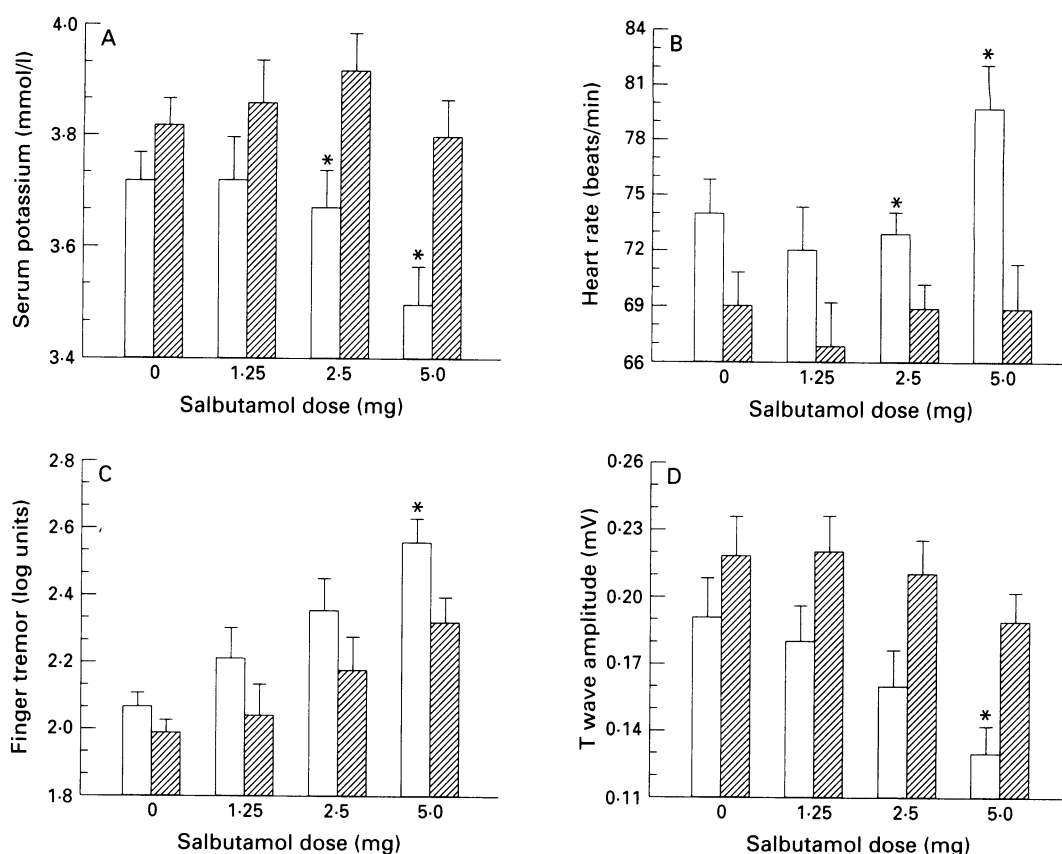 A
Serum potassium (mmol/l)
4·0
3·8
3·6
3·4
*
*
0 1·25 2·5 5·0
Salbutamol dose (mg)
B
Heart rate (beats/min)
84
81
78
75
72
69
66
*
*
0 1·25 2·5 5·0
Salbutamol dose (mg)
C
Finger tremor (log units)
2·8
2·6
2·4
2·2
2·0
1·8
*
0 1·25 2·5 5·0
Salbutamol dose (mg)
D
T wave amplitude (mV)
0·26
0·23
0·20
0·17
0·13
0·11
*
0 1·25 2·5 5·0
Salbutamol dose (mg)